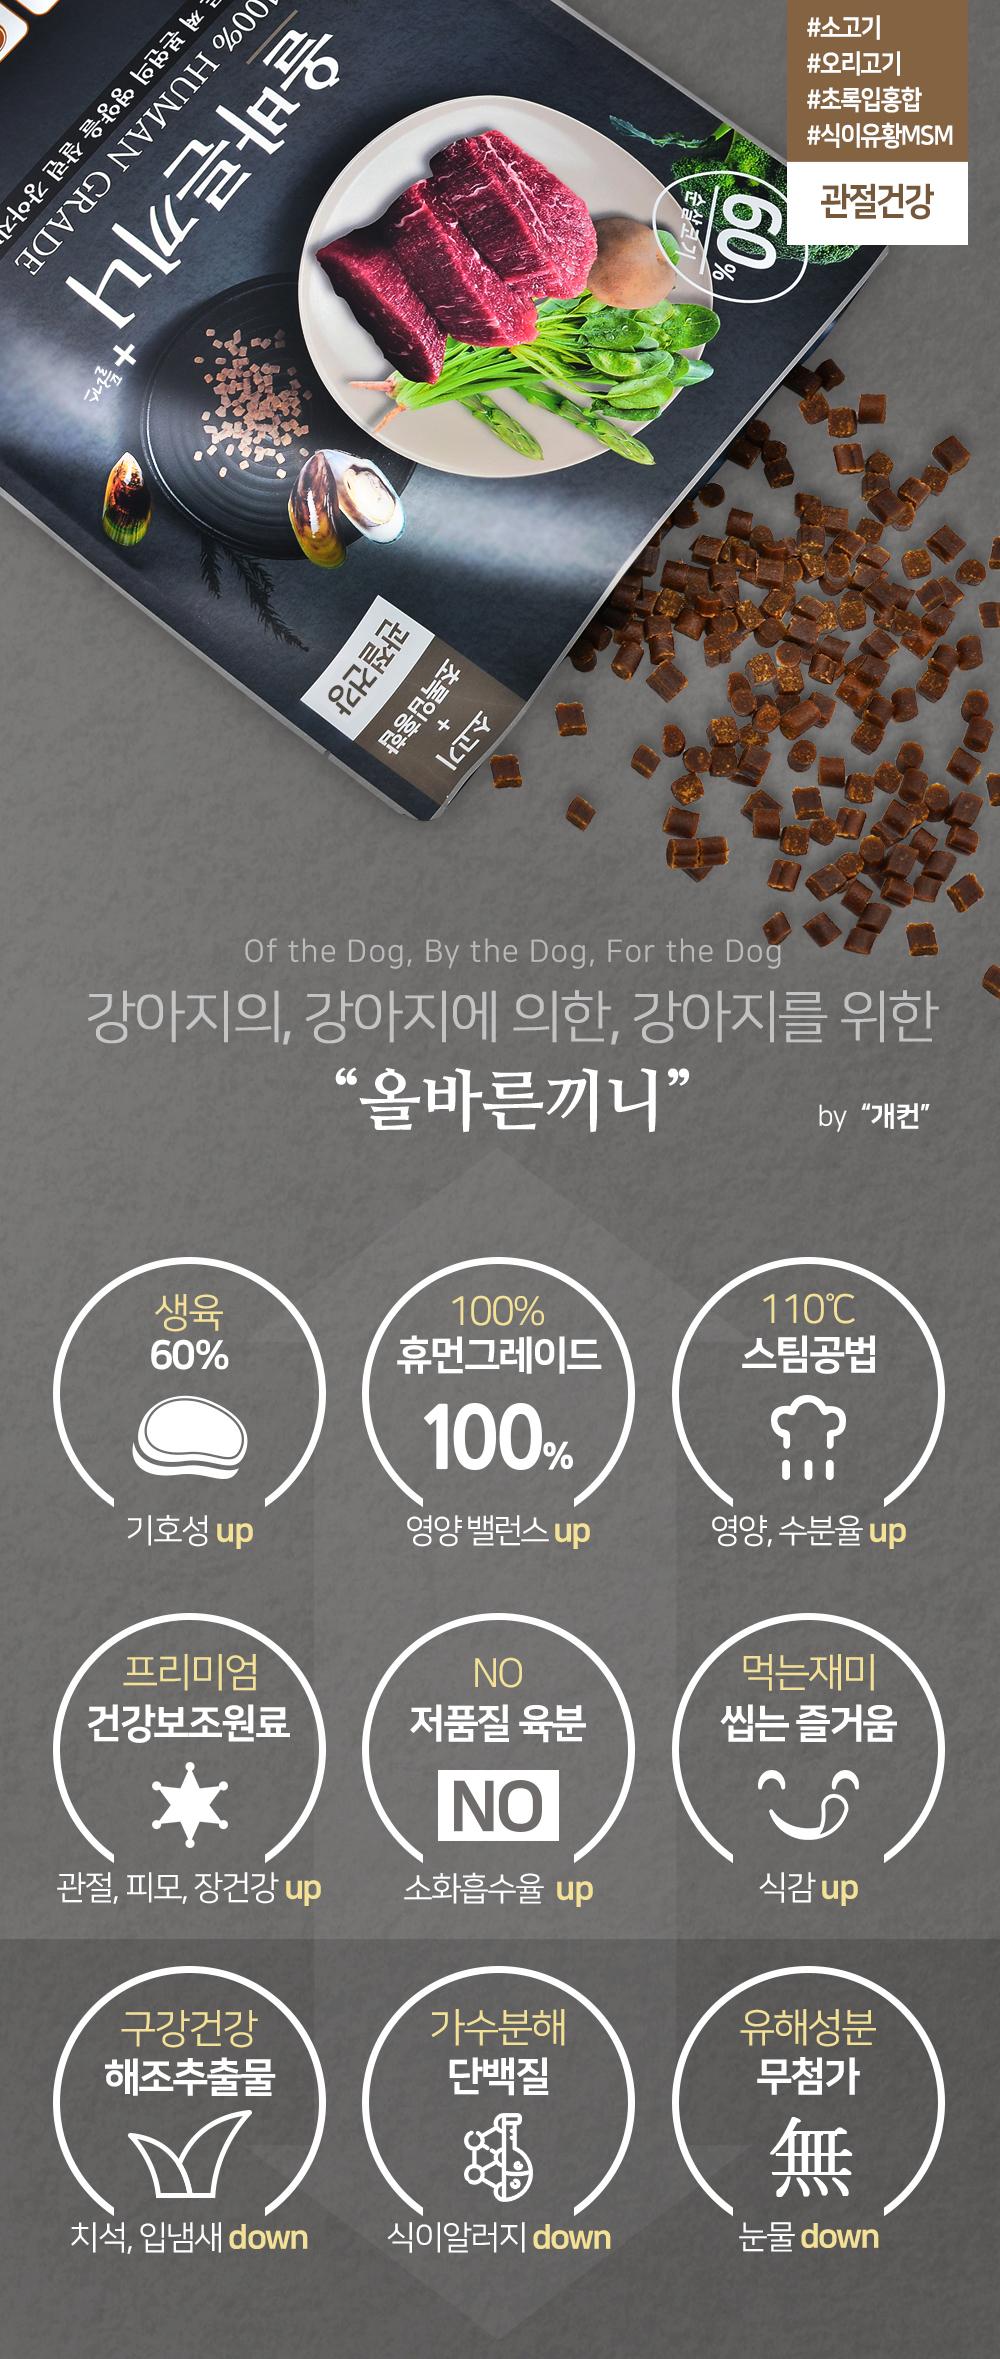 #소고기
#오리고기
#초록입홍합
#식이유황MSM
관절건강
100% HUMAN GRADE
올바른끼니
+
플러스
60%
순살고기
관절건강
소고기
+
초록입홍합
Of the Dog, By the Dog, For the Dog
강아지의, 강아지에 의한, 강아지를 위한
“올바른끼니”
by “개컨”
생육
60%
기호성 up
100%
휴먼그레이드
100%
영양 밸런스 up
110℃
스팀공법
영양, 수분율 up
프리미엄
건강보조원료
관절, 피모, 장건강 up
NO
저품질 육분
NO
소화흡수율 up
먹는재미
씹는 즐거움
식감 up
구강건강
해조추출물
치석, 입냄새 down
가수분해
단백질
식이알러지 down
유해성분
무첨가
無
눈물 down